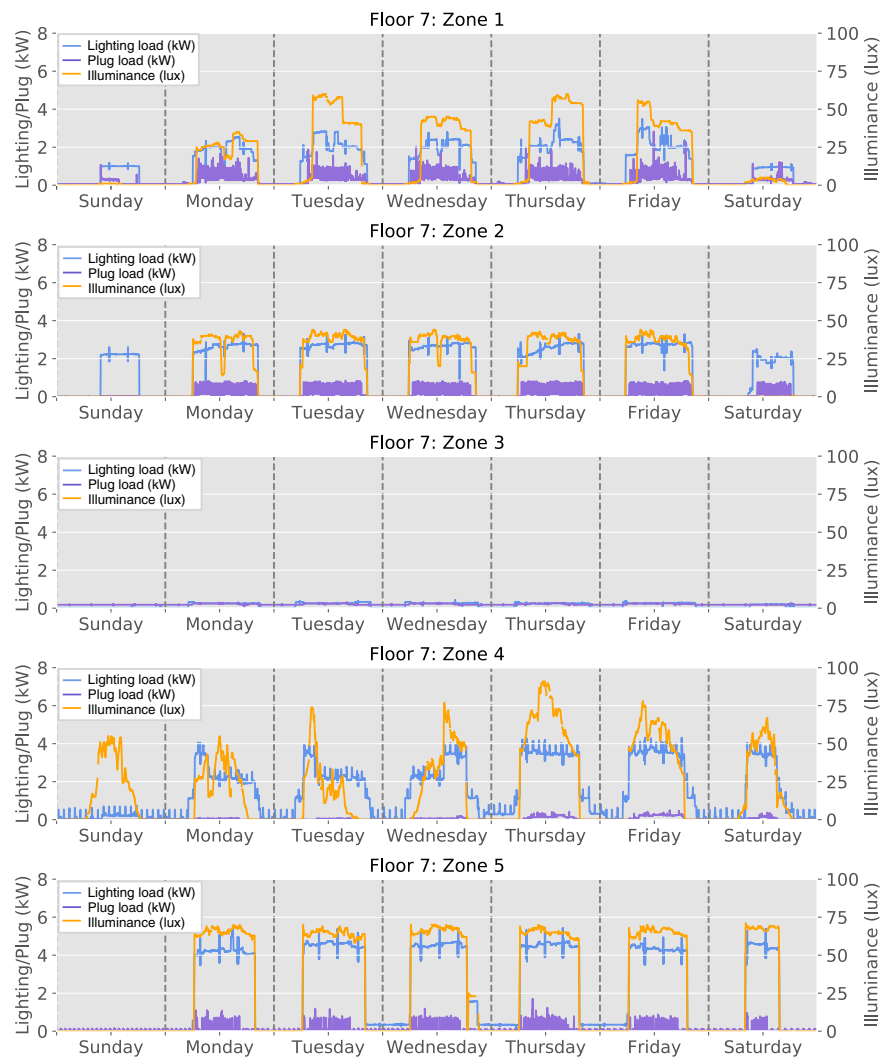 Floor 7: Zone 1
Lighting/Plug (kW)
8
6
4
2
0
Lighting load (kW)
Plug load (kW)
Illuminance (lux)
100
75
50
25
0
Illuminance (lux)
Sunday Monday Tuesday Wednesday Thursday Friday Saturday
Floor 7: Zone 2
Lighting/Plug (kW)
8
6
4
2
0
Lighting load (kW)
Plug load (kW)
Illuminance (lux)
100
75
50
25
0
Illuminance (lux)
Sunday Monday Tuesday Wednesday Thursday Friday Saturday
Floor 7: Zone 3
Lighting/Plug (kW)
8
6
4
2
0
Lighting load (kW)
Plug load (kW)
Illuminance (lux)
100
75
50
25
0
Illuminance (lux)
Sunday Monday Tuesday Wednesday Thursday Friday Saturday
Floor 7: Zone 4
Lighting/Plug (kW)
8
6
4
2
0
Lighting load (kW)
Plug load (kW)
Illuminance (lux)
100
75
50
25
0
Illuminance (lux)
Sunday Monday Tuesday Wednesday Thursday Friday Saturday
Floor 7: Zone 5
Lighting/Plug (kW)
8
6
4
2
0
Lighting load (kW)
Plug load (kW)
Illuminance (lux)
100
75
50
25
0
Illuminance (lux)
Sunday Monday Tuesday Wednesday Thursday Friday Saturday